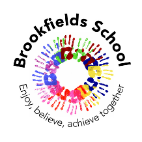 Brookfields School
Enjoy, believe, achieve together